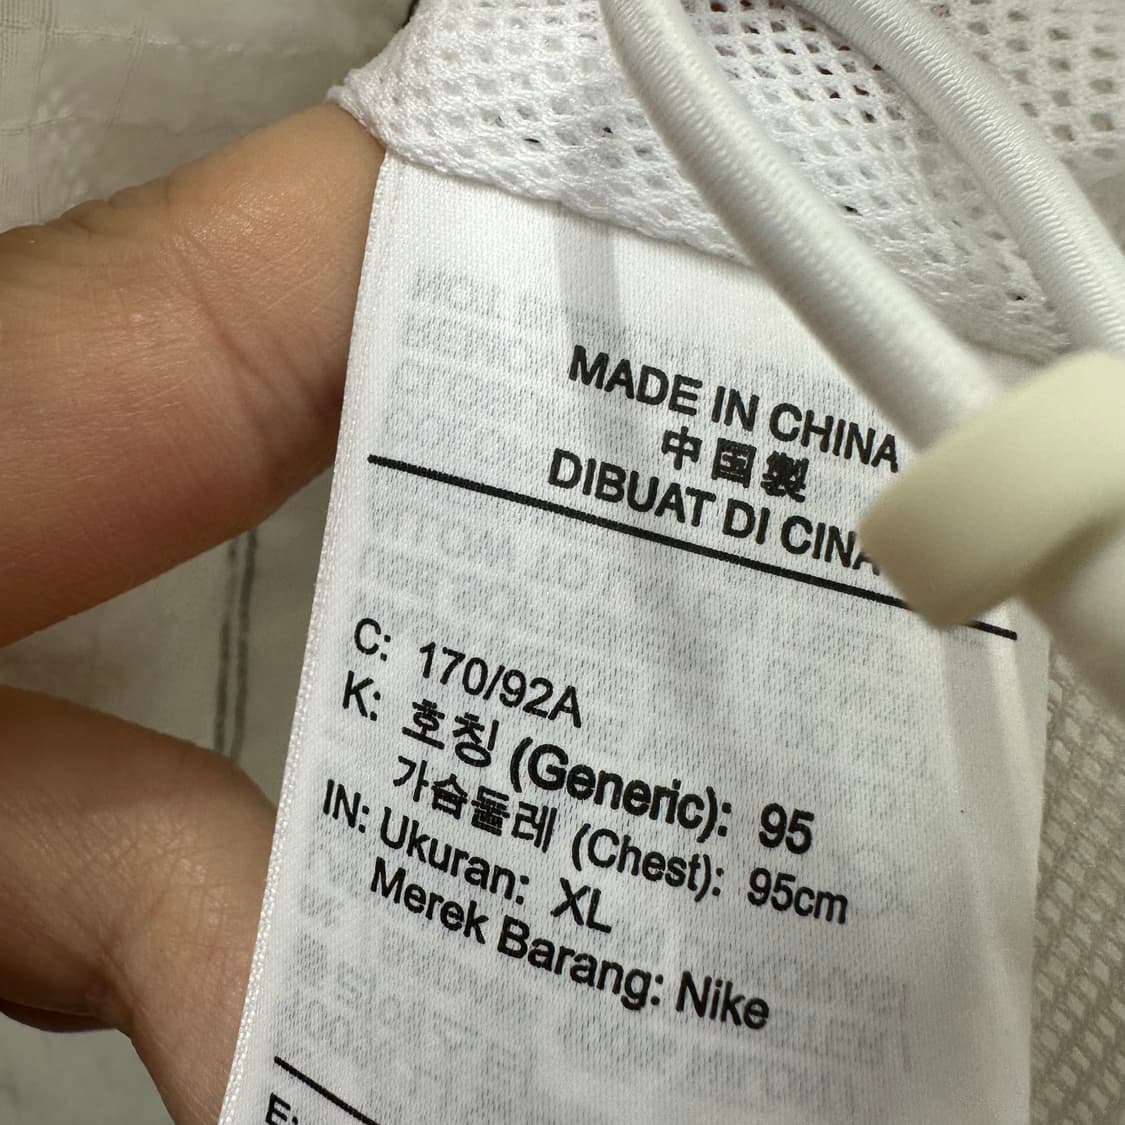 MADE IN CHINA
中国製
DIBUAT DI CINA
C: 170/92A
K: 호칭 (Generic): 95
가슴둘레 (Chest): 95cm
IN: Ukuran: XL
Merek Barang: Nike
E: